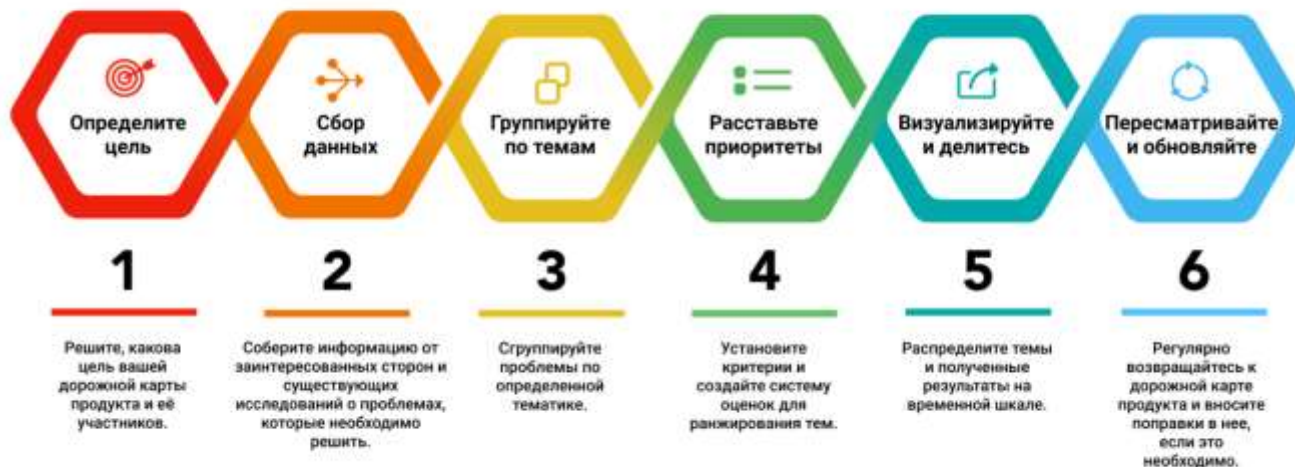 Определите
цель
Сбор
данных
Группируйте
по темам
Расставьте
приоритеты
Визуализируйте
и делитесь
Пересматривайте
и обновляйте
1
Решите, какова
цель вашей
дорожной карты
продукта и её
участников.
2
Соберите информацию от
заинтересованных сторон и
существующих
исследований о проблемах,
которые необходимо
решить.
3
Сгруппируйте
проблемы по
определенной
тематике.
4
Установите
критерии и
создайте систему
оценок для
ранжирования тем.
5
Распределите темы
и полученные
результаты на
временной шкале.
6
Регулярно
возвращайтесь к
дорожной карте
продукта и вносите
поправки в нее,
если это
необходимо.